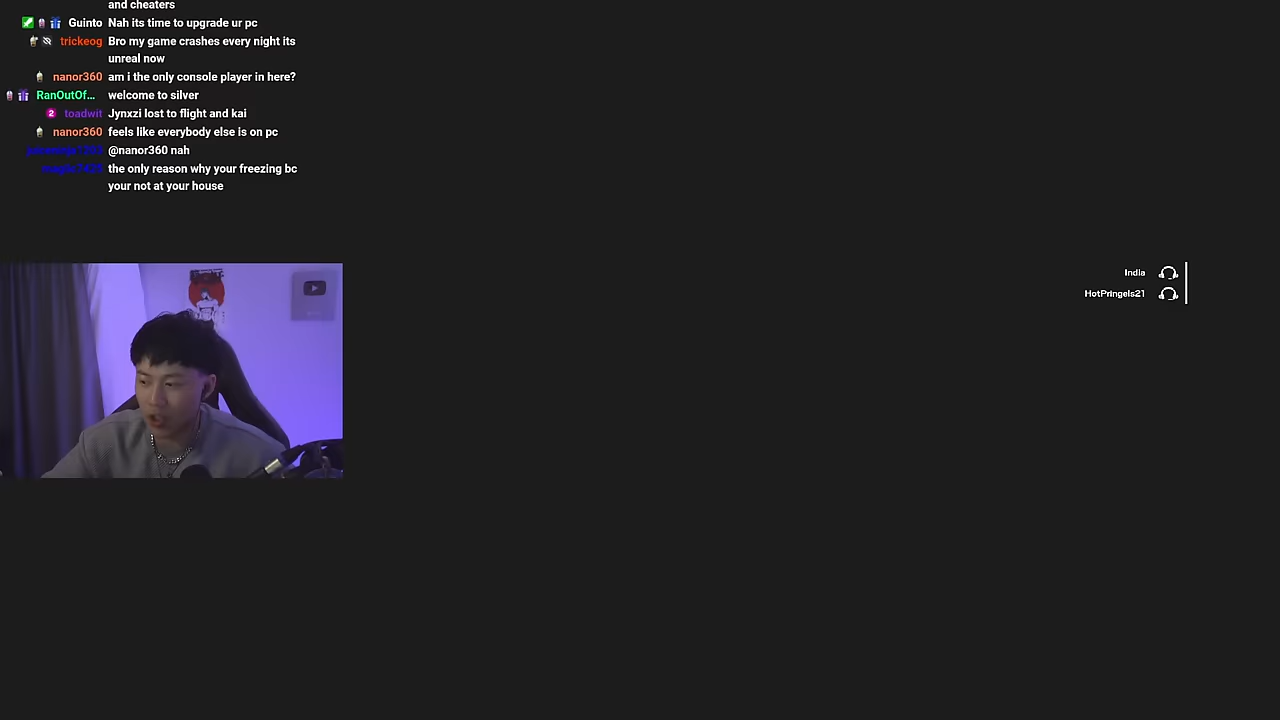 and cheaters
Guinto Nah its time to upgrade ur pc
trickeog Bro my game crashes every night its
unreal now
nanor360 am i the only console player in here?
RanOutOf... welcome to silver
2 toadwit Jynxzi lost to flight and kai
nanor360 feels like everybody else is on pc
@nanor360 nah
the only reason why your freezing bc
your not at your house
India
HotPringels21